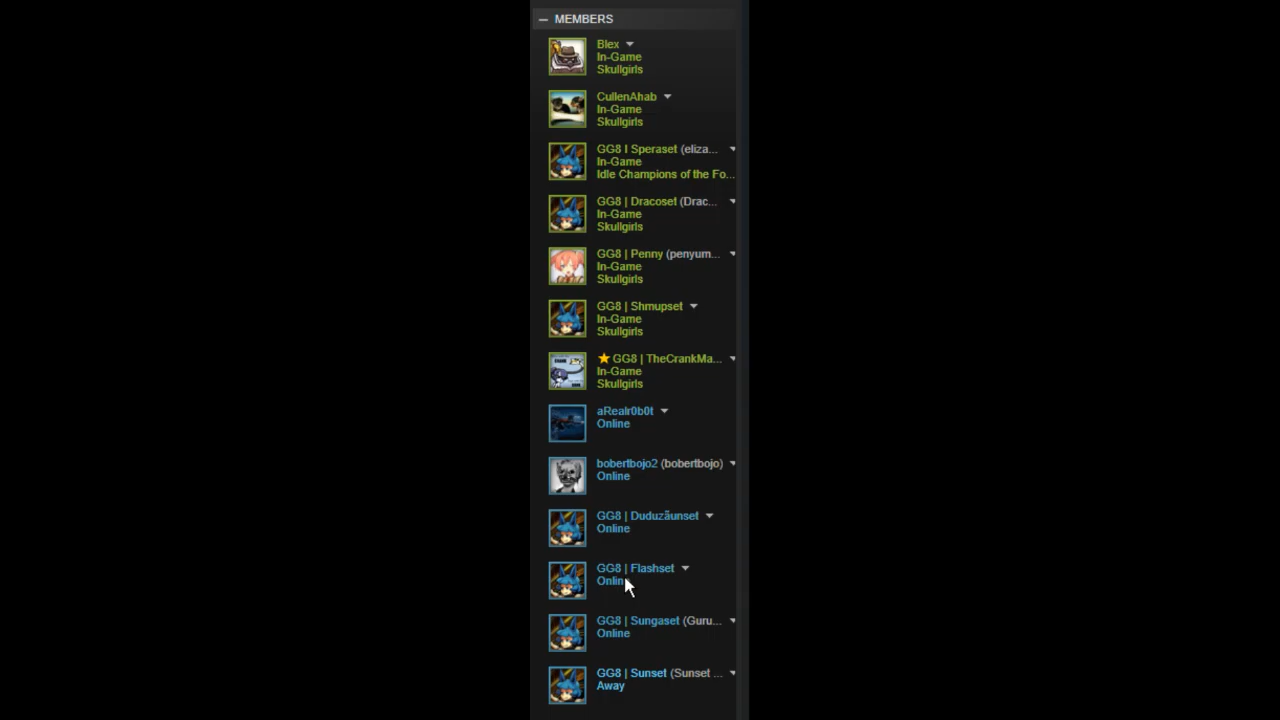 MEMBERS
Blex
In-Game
Skullgirls
CullenAhab
In-Game
Skullgirls
GG8 I Speraset (eliza...
In-Game
Idle Champions of the Fo...
GG8 | Dracoset (Drac...
In-Game
Skullgirls
GG8 | Penny (penyum...
In-Game
Skullgirls
GG8 | Shmupset
In-Game
Skullgirls
GG8 | TheCrankMa...
In-Game
Skullgirls
aRealr0b0t
Online
bobertbojo2 (bobertbojo)
Online
GG8 | Duduzãunset
Online
GG8 | Flashset
Online
GG8 | Sungaset (Guru...
Online
GG8 | Sunset (Sunset ...
Away